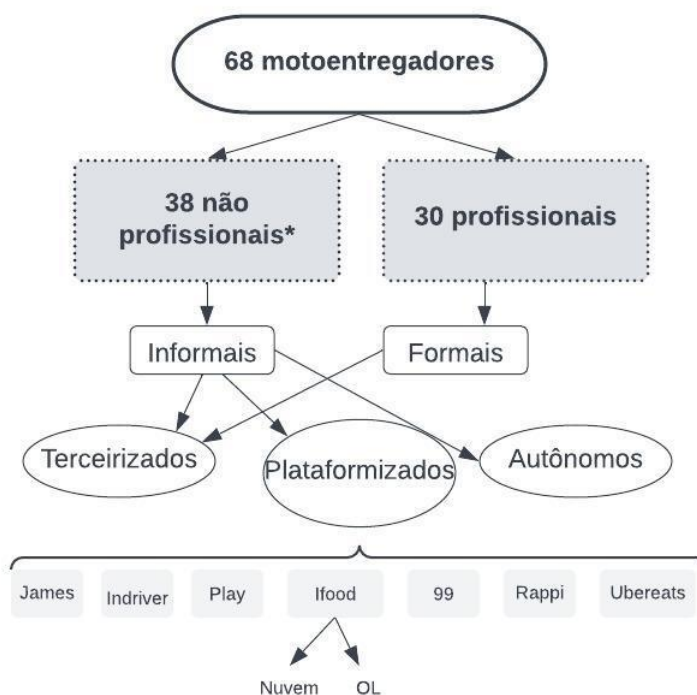 68 motoentregadores
38 não
profissionais*
30 profissionais
Informais
Formais
Terceirizados
Plataformizados
Autônomos
James
Indriver
Play
Ifood
99
Rappi
Ubereats
Nuvem
OL